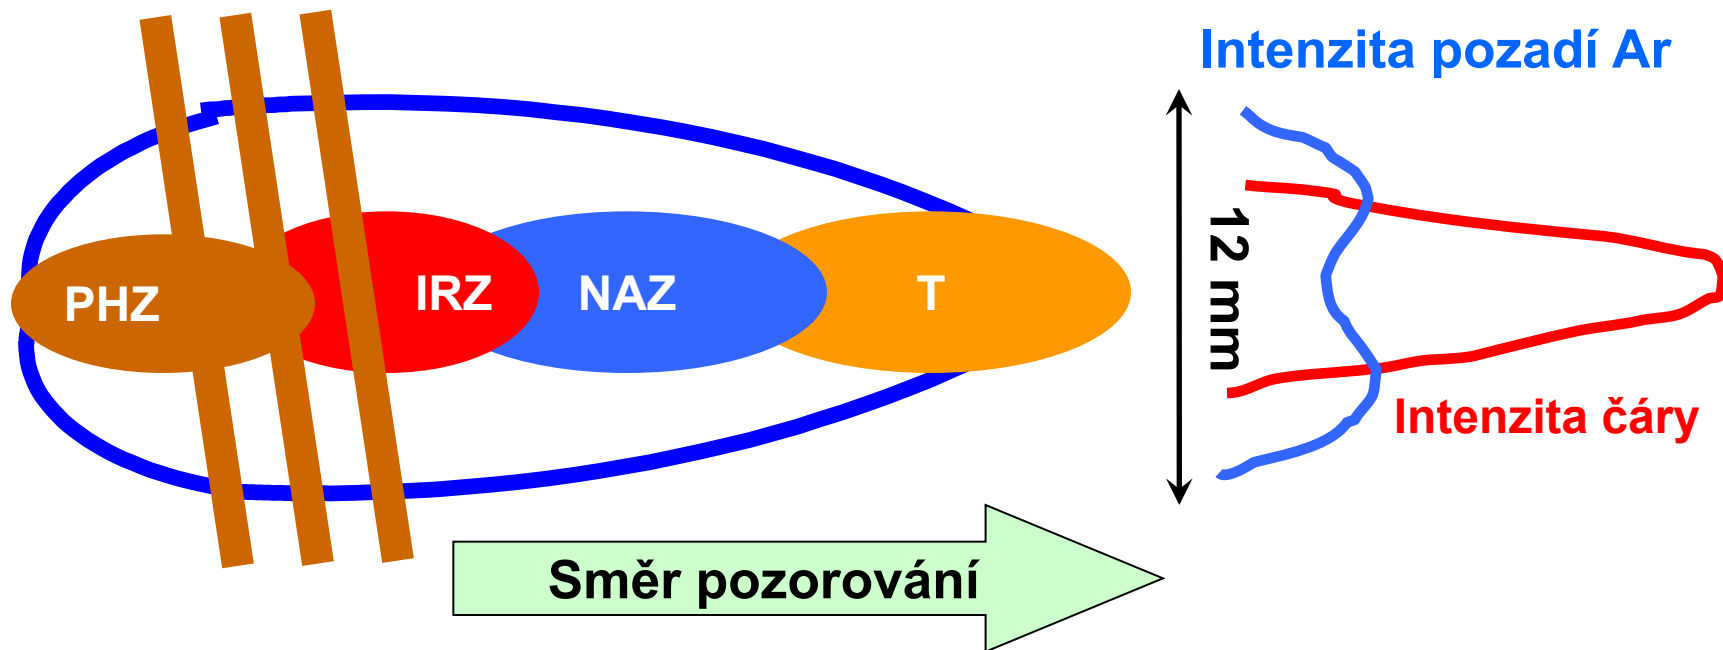 Intenzita pozadí Ar
PHZ
IRZ
NAZ
T
12 mm
Intenzita čáry
Směr pozorování